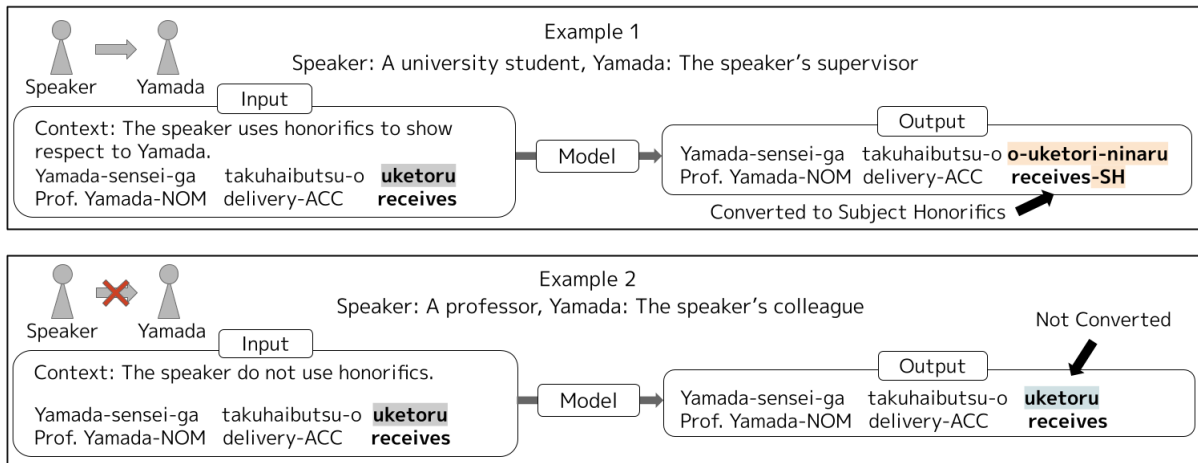 Example 1
Speaker: A university student, Yamada: The speaker's supervisor
Speaker Yamada
Input
Context: The speaker uses honorifics to show
respect to Yamada.
Yamada-sensei-ga takuhaibutsu-o uketoru
Prof. Yamada-NOM delivery-ACC receives
Model
Output
Yamada-sensei-ga takuhaibutsu-o o-uketori-ninaru
Prof. Yamada-NOM delivery-ACC receives-SH
Converted to Subject Honorifics
Example 2
Speaker: A professor, Yamada: The speaker's colleague
Speaker Yamada
Input
Context: The speaker do not use honorifics.
Yamada-sensei-ga takuhaibutsu-o uketoru
Prof. Yamada-NOM delivery-ACC receives
Model
Not Converted
Output
Yamada-sensei-ga takuhaibutsu-o uketoru
Prof. Yamada-NOM delivery-ACC receives